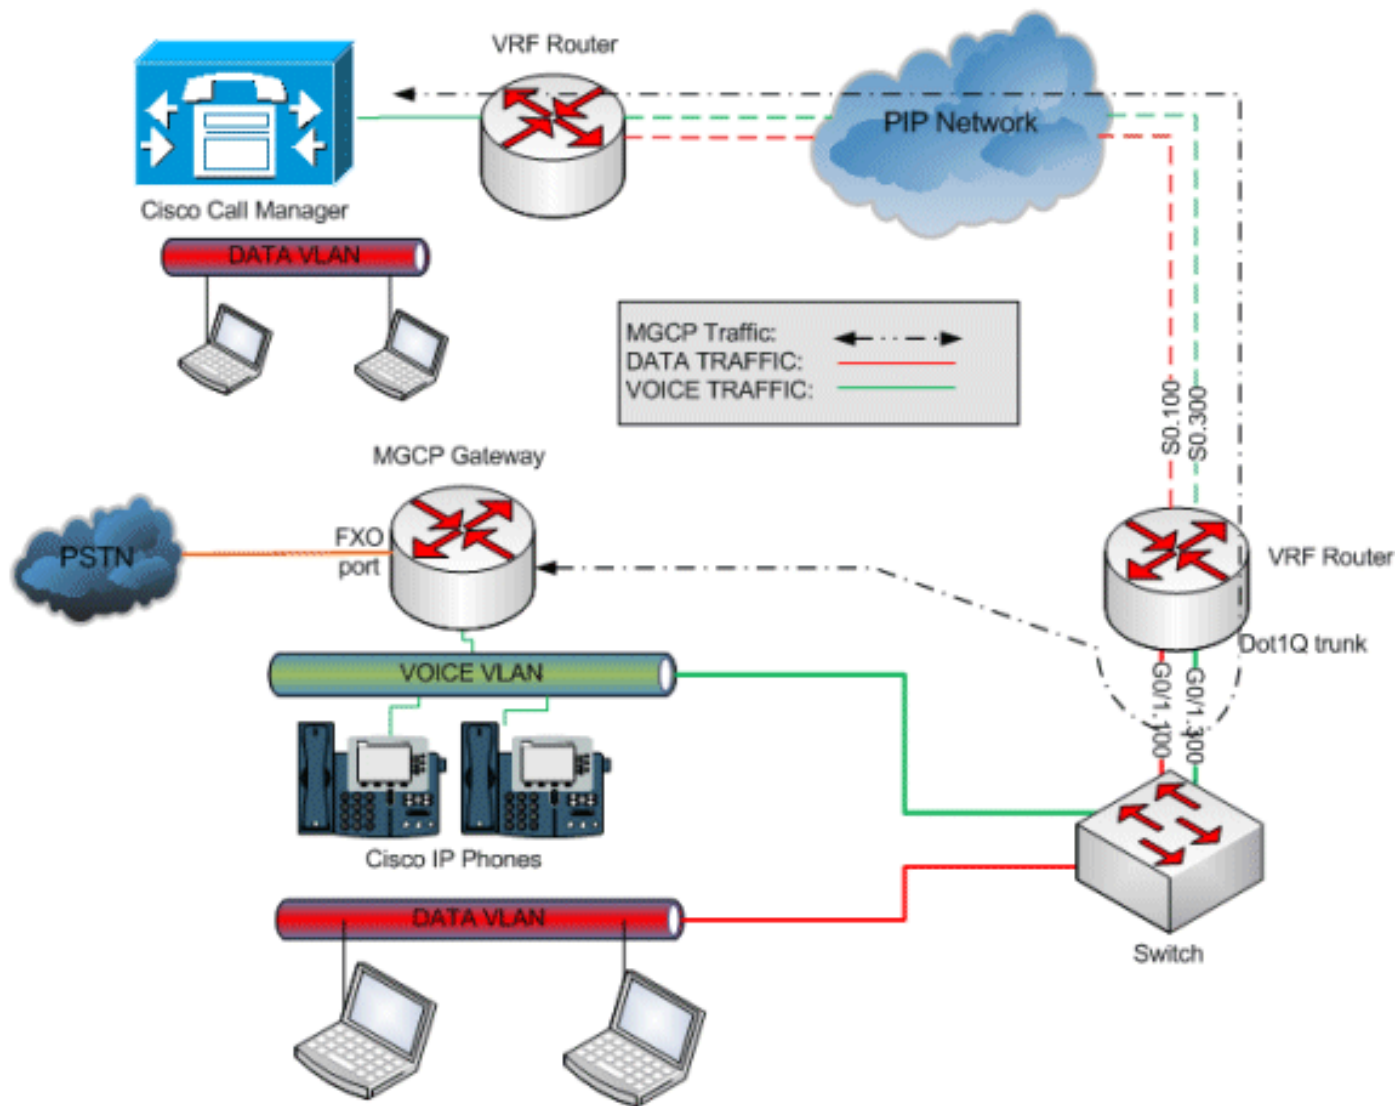 VRF Router
PIP Network
Cisco Call Manager
DATA VLAN
MGCP Traffic:
DATA TRAFFIC:
VOICE TRAFFIC:
S0.100
S0.300
MGCP Gateway
PSTN
FXO
port
VRF Router
Dot1Q trunk
VOICE VLAN
G0/1.100
G0/1.300
Cisco IP Phones
DATA VLAN
Switch